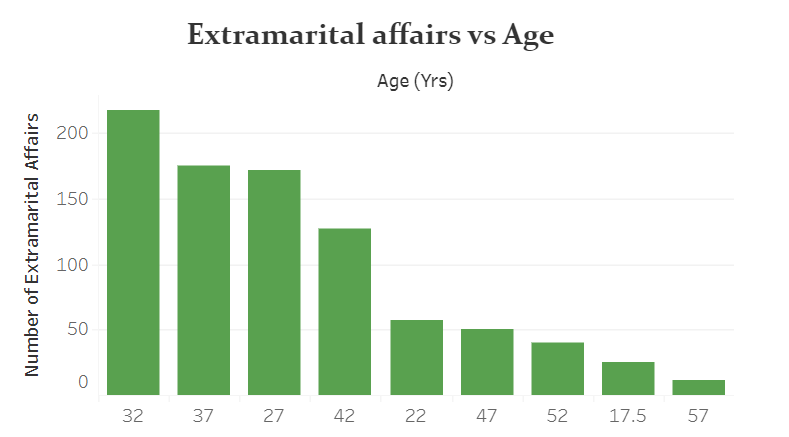 Extramarital affairs vs Age
Age (Yrs)
Number of Extramarital Affairs
200
150
100
50
0
32 37 27 42 22 47 52 17.5 57